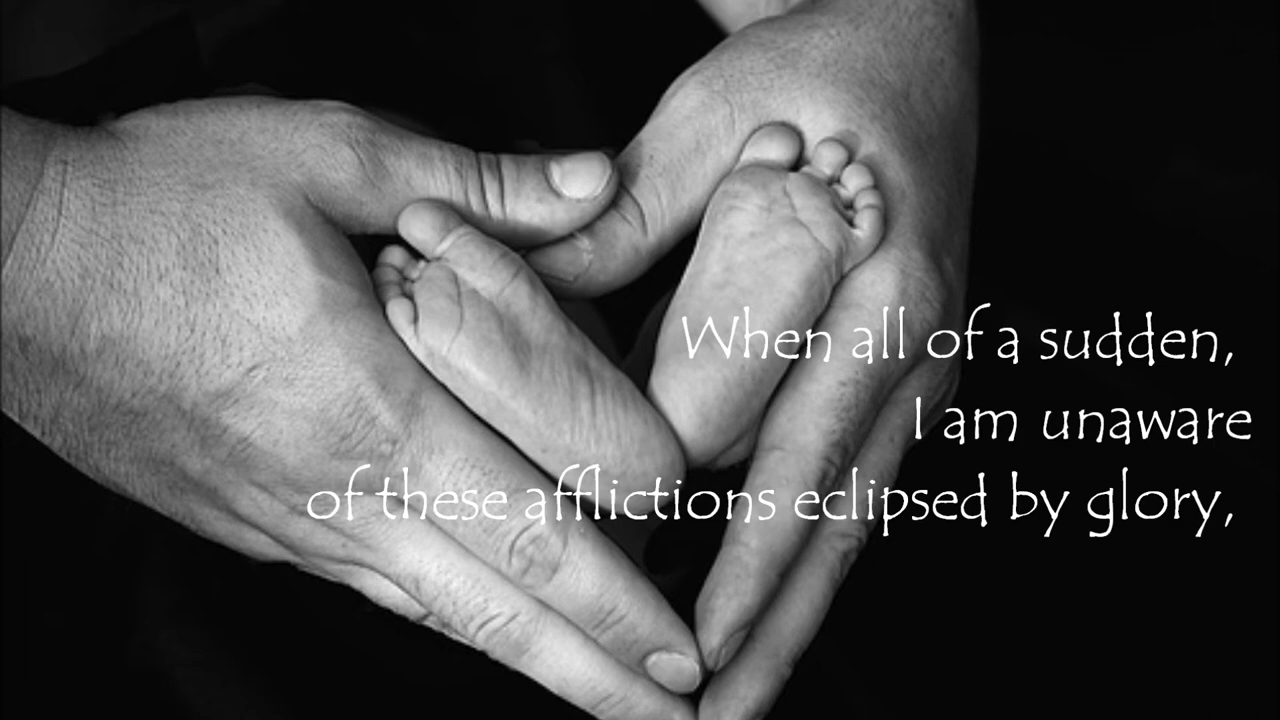 When all of a sudden,
I am unaware
of these afflictions eclipsed by glory,